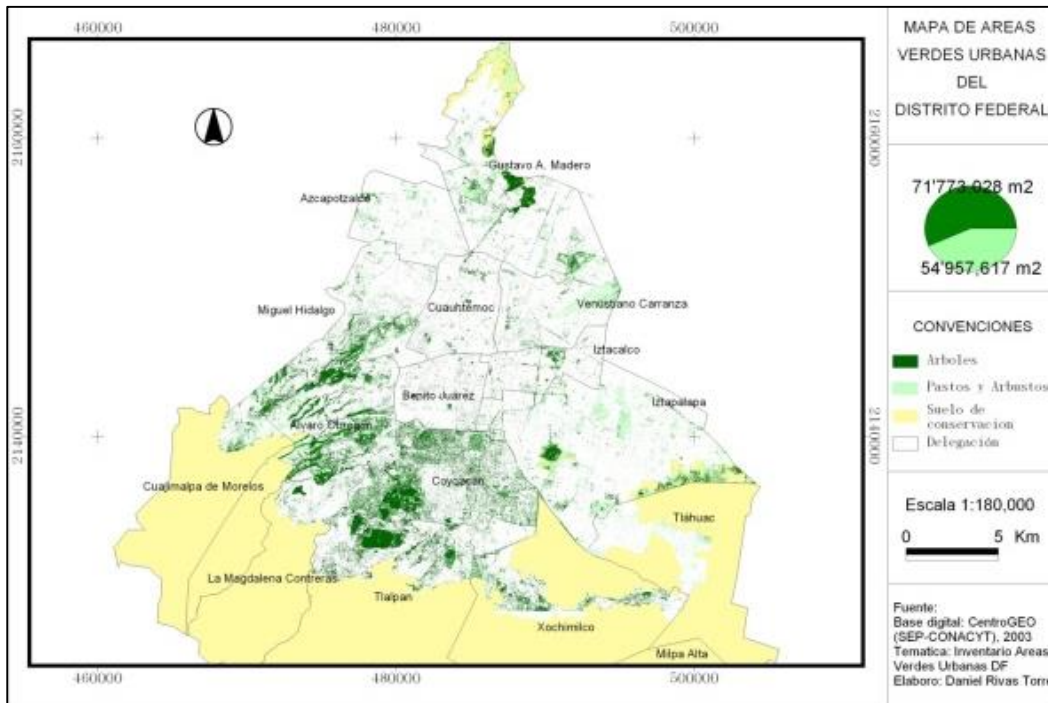 460000 480000 500000
MAPA DE AREAS
VERDES URBANAS
DEL
DISTRITO FEDERAL
2160000 2160000
Gustavo A. Madero
Azcapotzalco
71'773,028 m2
54'957,617 m2
Miguel Hidalgo
Cuauhtémoc
Venustiano Carranza
Iztacalco
CONVENCIONES
Arboles
Pastos y Arbustos
Suelo de
conservacion
Delegación
Benito Juárez
Iztapalapa
Alvaro Obregón
2140000 2140000
Coyoacán
Cuajimalpa de Morelos
Tláhuac
Escala 1:180,000
0 5 Km
La Magdalena Contreras
Tlalpan
Xochimilco
Milpa Alta
Fuente:
Base digital: CentroGEO
(SEP-CONACYT), 2003
Tematica: Inventario Areas
Verdes Urbanas DF
Elaboro: Daniel Rivas Torre
460000 480000 500000